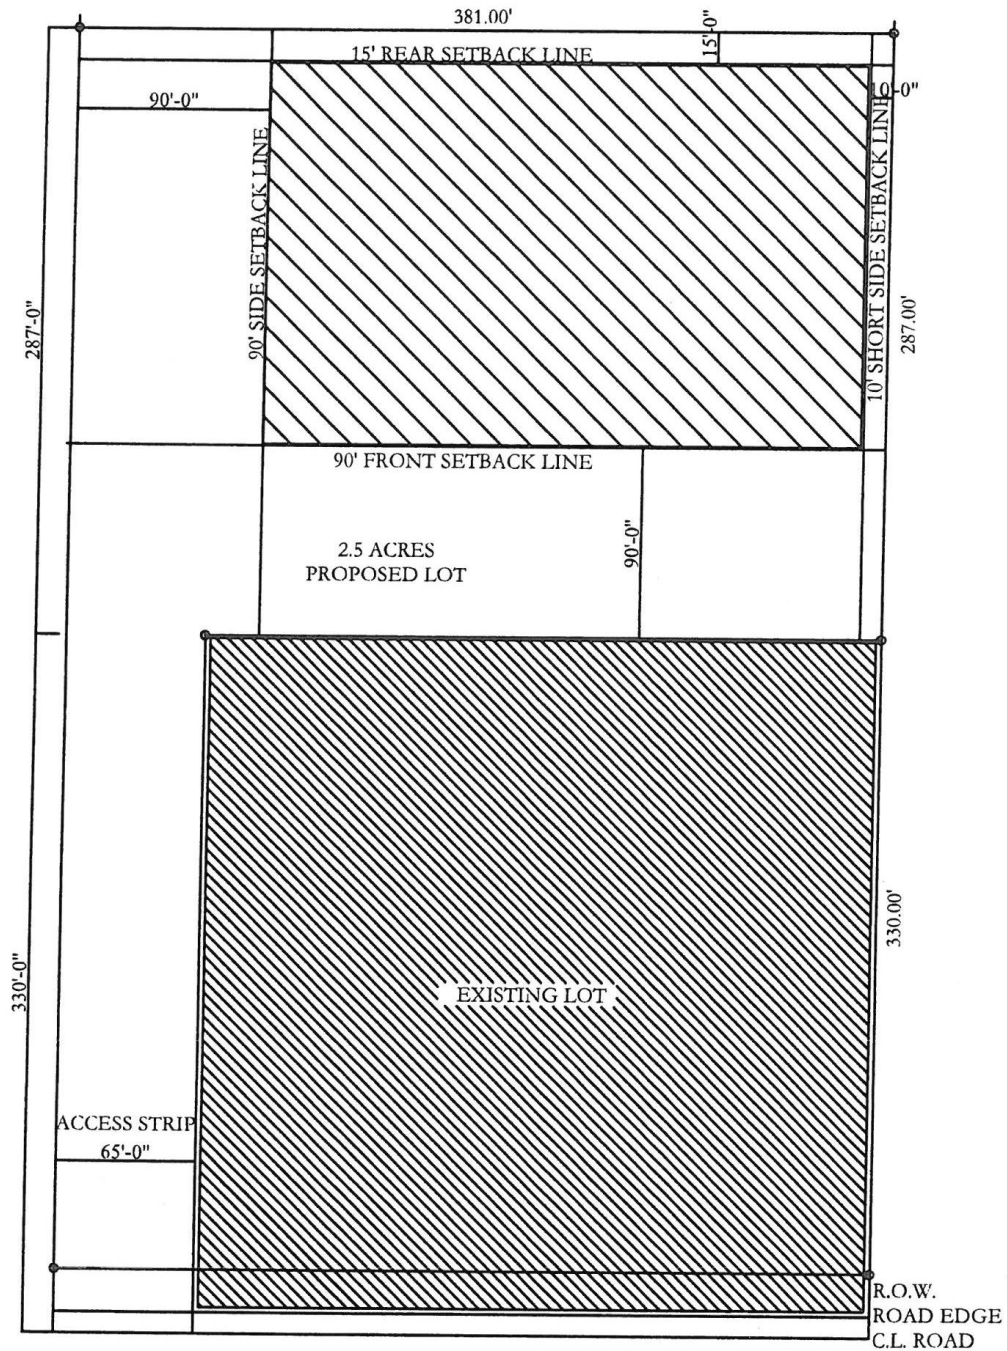 381.00'
15'-0"
15' REAR SETBACK LINE
10'-0"
90'-0"
90' SIDE SETBACK LINE
10' SHORT SIDE SETBACK LINE
287'-0"
287.00'
90' FRONT SETBACK LINE
90'-0"
2.5 ACRES
PROPOSED LOT
330.00'
330'-0"
EXISTING LOT
ACCESS STRIP
65'-0"
R.O.W.
ROAD EDGE
C.L. ROAD